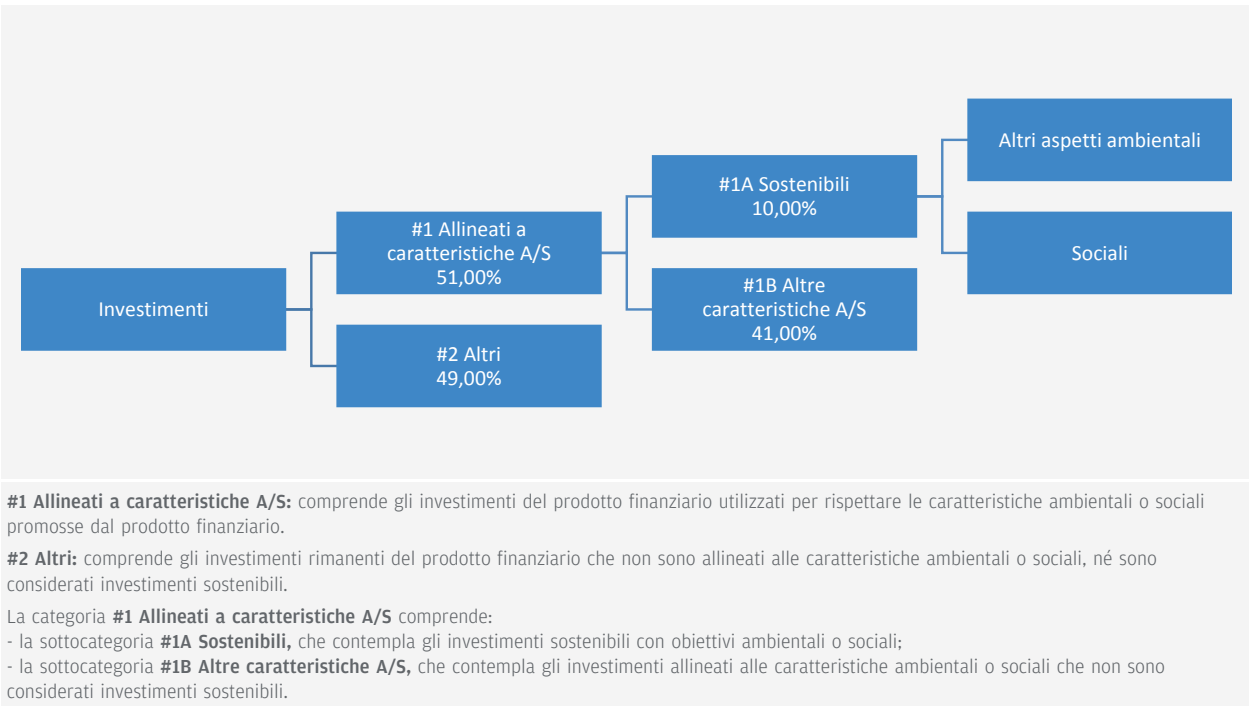 Investimenti
#1 Allineati a
caratteristiche A/S
51,00%
#2 Altri
49,00%
#1A Sostenibili
10,00%
#1B Altre
caratteristiche A/S
41,00%
Altri aspetti ambientali
Sociali
#1 Allineati a caratteristiche A/S: comprende gli investimenti del prodotto finanziario utilizzati per rispettare le caratteristiche ambientali o sociali
promosse dal prodotto finanziario.
#2 Altri: comprende gli investimenti rimanenti del prodotto finanziario che non sono allineati alle caratteristiche ambientali o sociali, né sono
considerati investimenti sostenibili.
La categoria #1 Allineati a caratteristiche A/S comprende:
- la sottocategoria #1A Sostenibili, che contempla gli investimenti sostenibili con obiettivi ambientali o sociali;
- la sottocategoria #1B Altre caratteristiche A/S, che contempla gli investimenti allineati alle caratteristiche ambientali o sociali che non sono
considerati investimenti sostenibili.